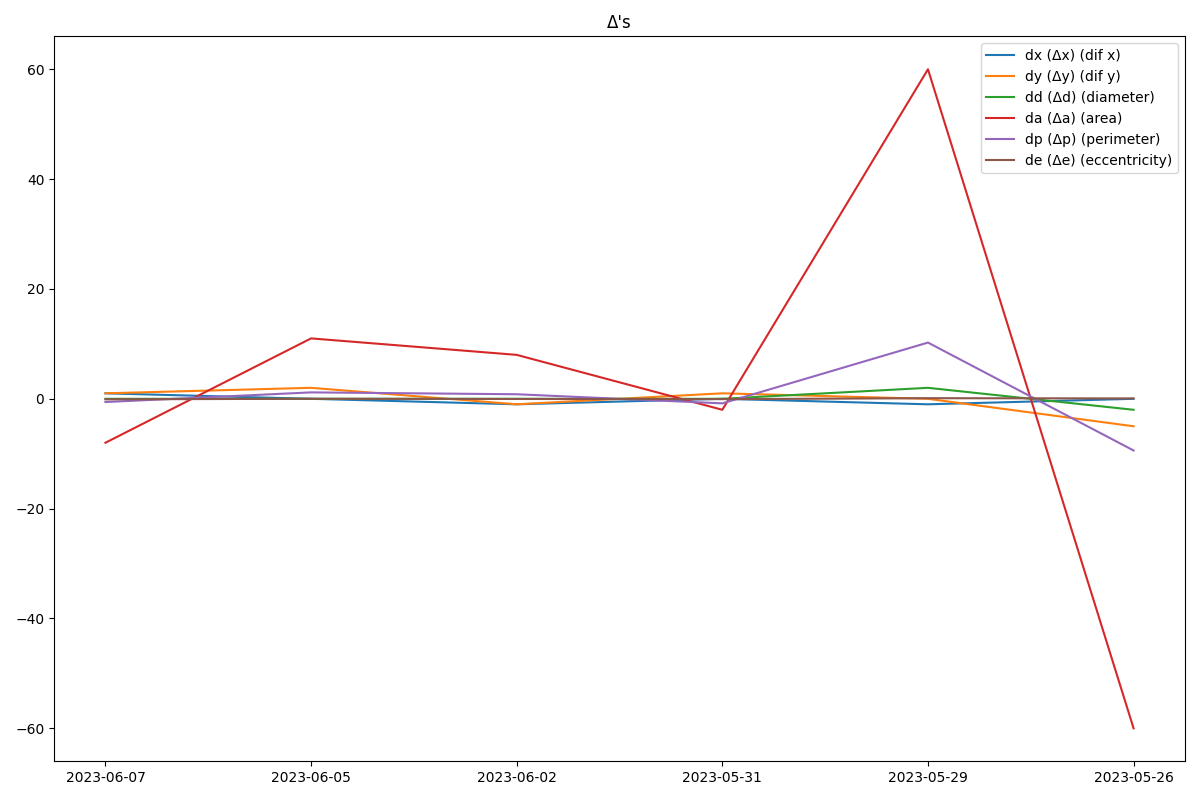 Δ's
dx (Δx) (dif x)
dy (Δy) (dif y)
dd (Δd) (diameter)
da (Δa) (area)
dp (Δp) (perimeter)
de (Δe) (eccentricity)
60
40
20
0
−20
−40
−60
2023-06-07 2023-06-05 2023-06-02 2023-05-31 2023-05-29 2023-05-26